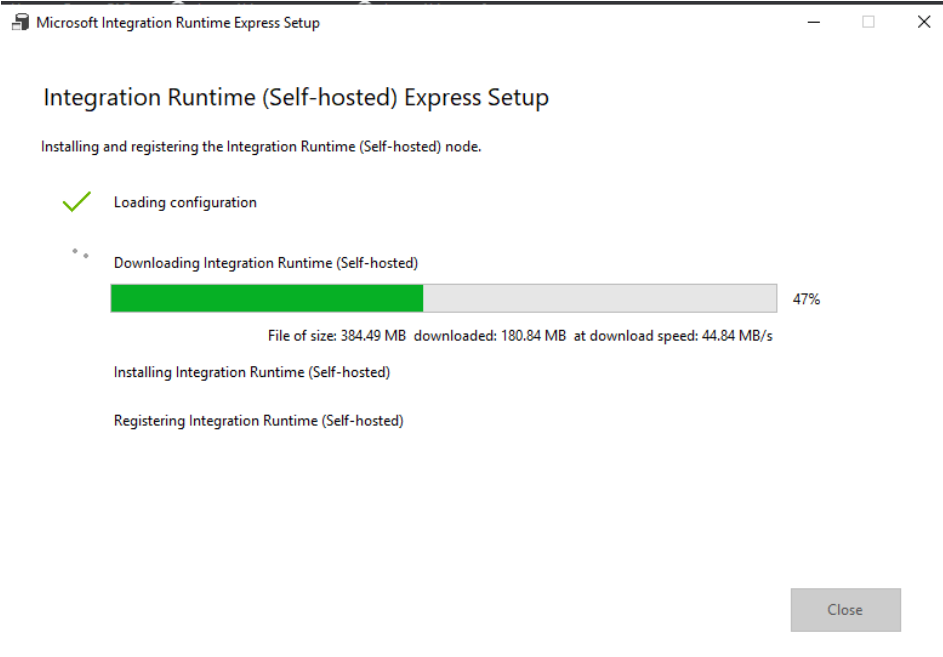 Microsoft Integration Runtime Express Setup
Integration Runtime (Self-hosted) Express Setup
Installing and registering the Integration Runtime (Self-hosted) node.
Loading configuration
Downloading Integration Runtime (Self-hosted)
47%
File of size: 384.49 MB downloaded: 180.84 MB at download speed: 44.84 MB/s
Installing Integration Runtime (Self-hosted)
Registering Integration Runtime (Self-hosted)
Close